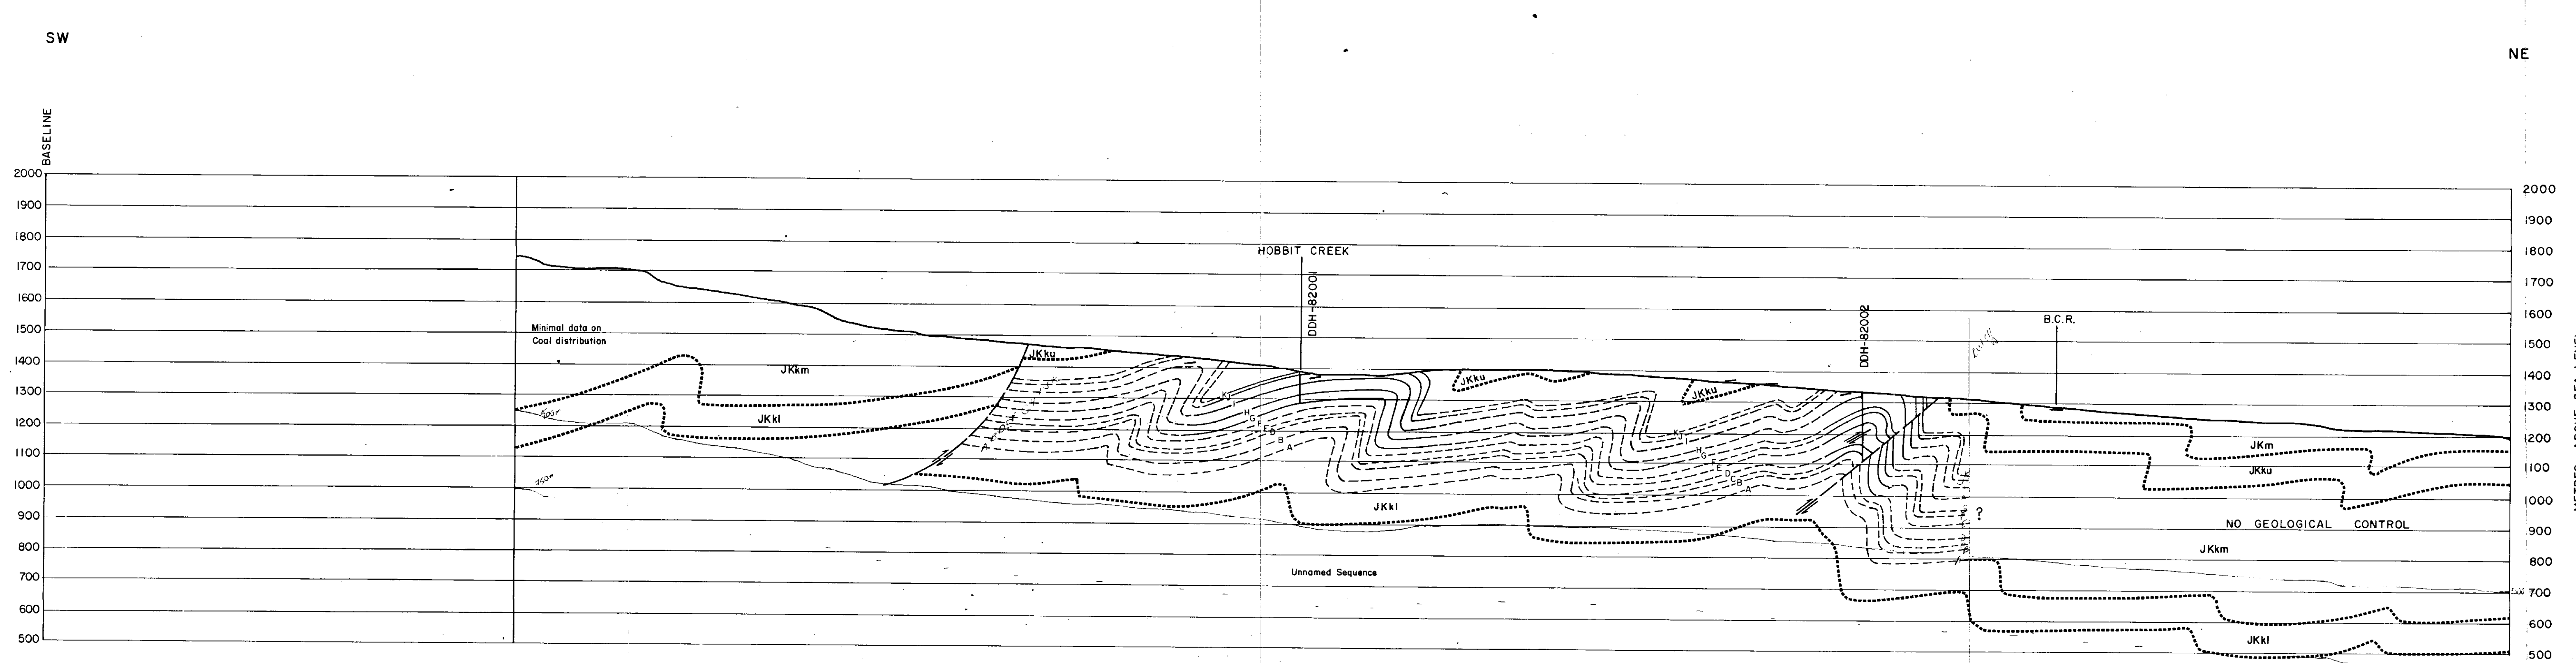 SW
NE
BASELINE
2000
1900
1800
1700
1600
1500
1400
1300
1200
1100
1000
900
800
700
600
500
HOBBIT CREEK
DDH-82001
DDH-82002
B.C.R.
Minimal data on
Coal distribution
JKkm
JKkl
JKku
K
J
I
H
G
F
E
D
B
A
JKku
JKku
K
J
I
H
G
F
E
D
C
B
A
JKkl
Unnamed Sequence
?
JKm
JKku
NO GEOLOGICAL CONTROL
JKkm
JKkl
2000
1900
1800
1700
1600
1500
1400
1300
1200
1100
1000
900
800
700
600
500